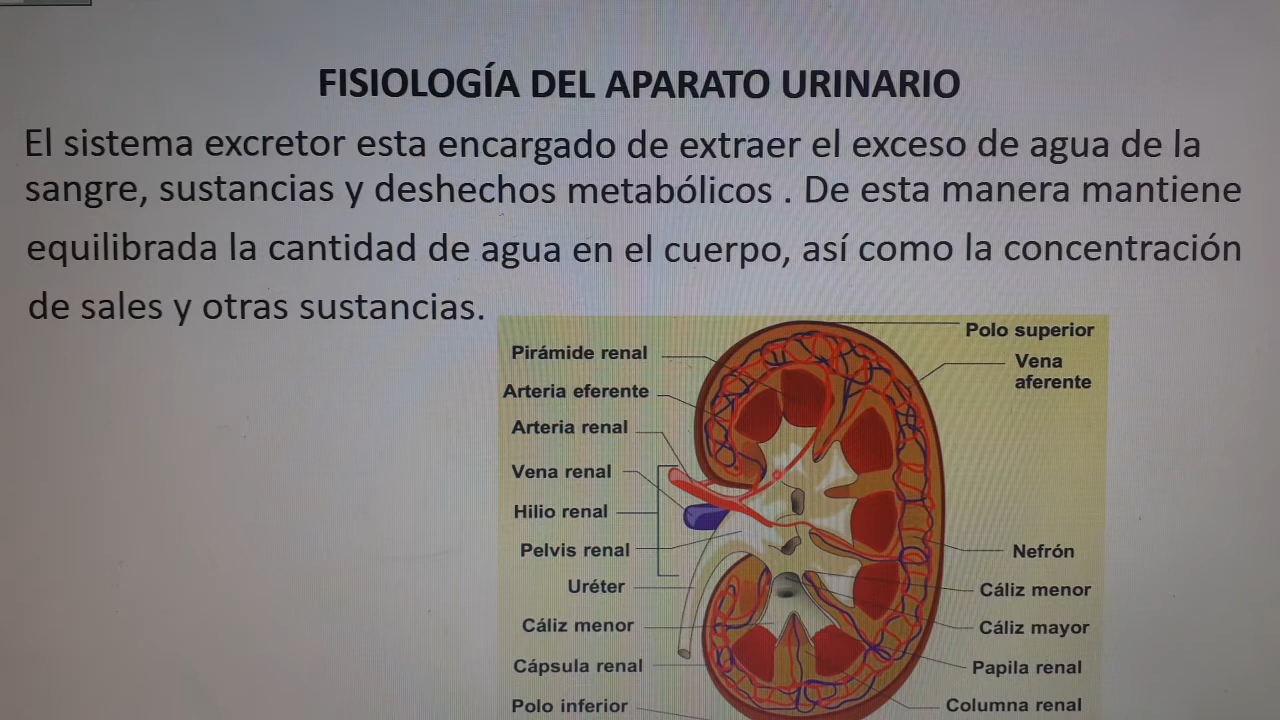 FISIOLOGÍA DEL APARATO URINARIO
El sistema excretor esta encargado de extraer el exceso de agua de la
sangre, sustancias y deshechos metabólicos . De esta manera mantiene
equilibrada la cantidad de agua en el cuerpo, así como la concentración
de sales y otras sustancias.
Pirámide renal
Arteria eferente
Arteria renal
Vena renal
Hilio renal
Pelvis renal
Uréter
Cáliz menor
Cápsula renal
Polo inferior
Polo superior
Vena
aferente
Nefrón
Cáliz menor
Cáliz mayor
Papila renal
Columna renal